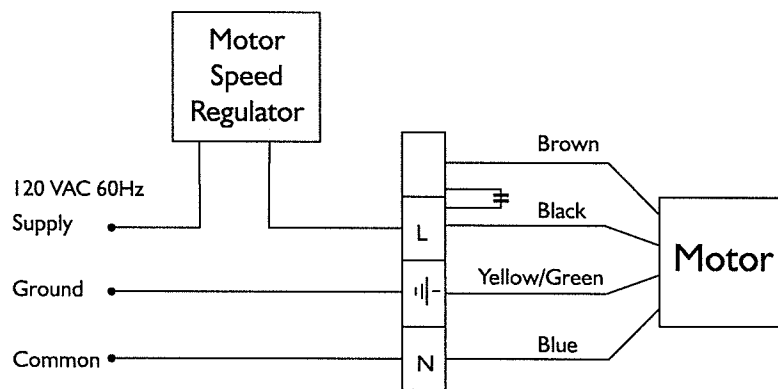 Motor
Speed
Regulator
Brown
120 VAC 60Hz
Supply
L
Black
Motor
Ground
Yellow/Green
Common
N
Blue